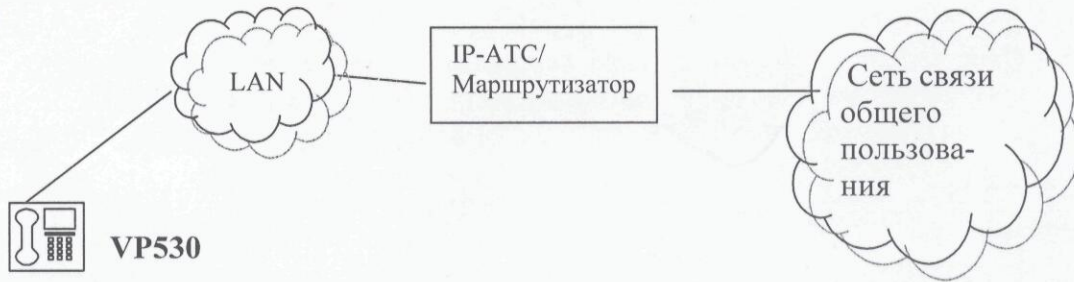 LAN
IP-АТС/
Маршрутизатор
Сеть связи
общего
пользова-
ния
VP530